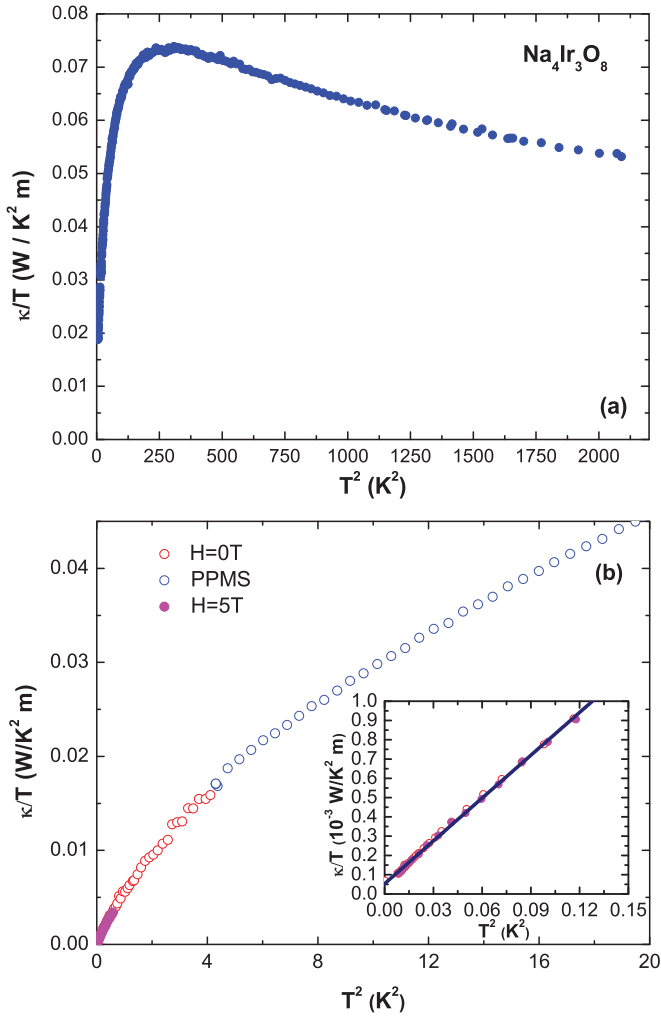 0.08
0.07
0.06
0.05
0.04
0.03
0.02
0.01
0.00
κ/T (W / K² m)
Na₄Ir₃O₈
(a)
0 250 500 750 1000 1250 1500 1750 2000
T² (K²)
0.04
0.03
0.02
0.01
0.00
κ/T (W/K² m)
H=0T
PPMS
H=5T
(b)
1.0
0.9
0.8
0.7
0.6
0.5
0.4
0.3
0.2
0.1
0.0
κ/T (10⁻³ W/K² m)
0.00 0.03 0.06 0.09 0.12 0.15
T² (K²)
0 4 8 12 16 20
T² (K²)